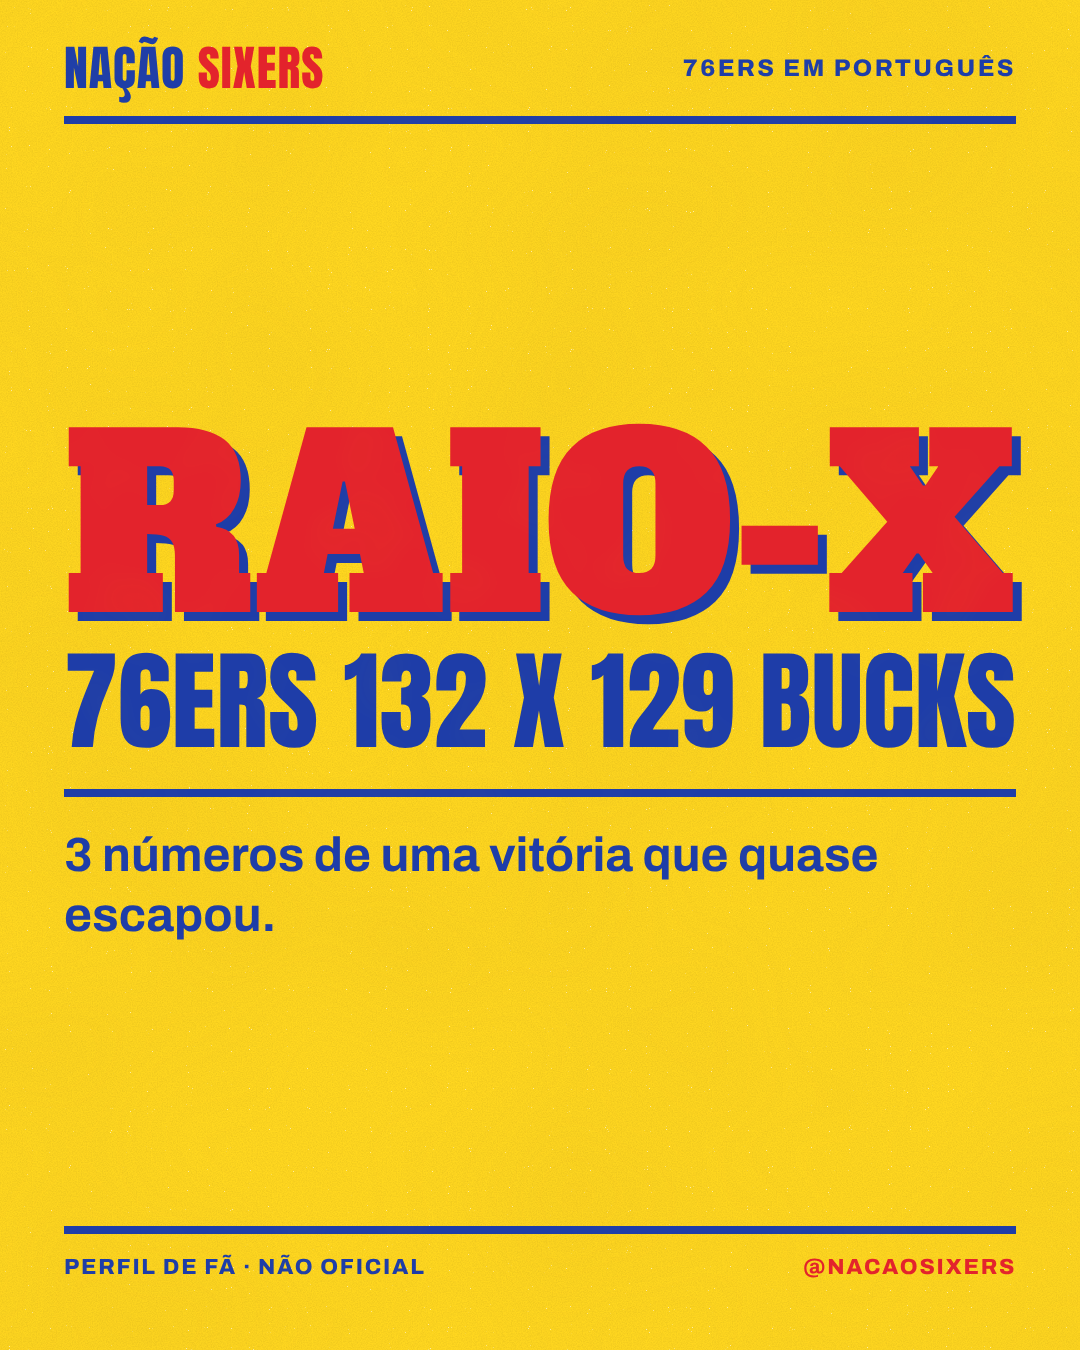 NAÇÃO SIXERS
76ERS EM PORTUGUÊS
RAIO-X
76ERS 132 X 129 BUCKS
3 números de uma vitória que quase
escapou.
PERFIL DE FÃ · NÃO OFICIAL
@NACAOSIXERS